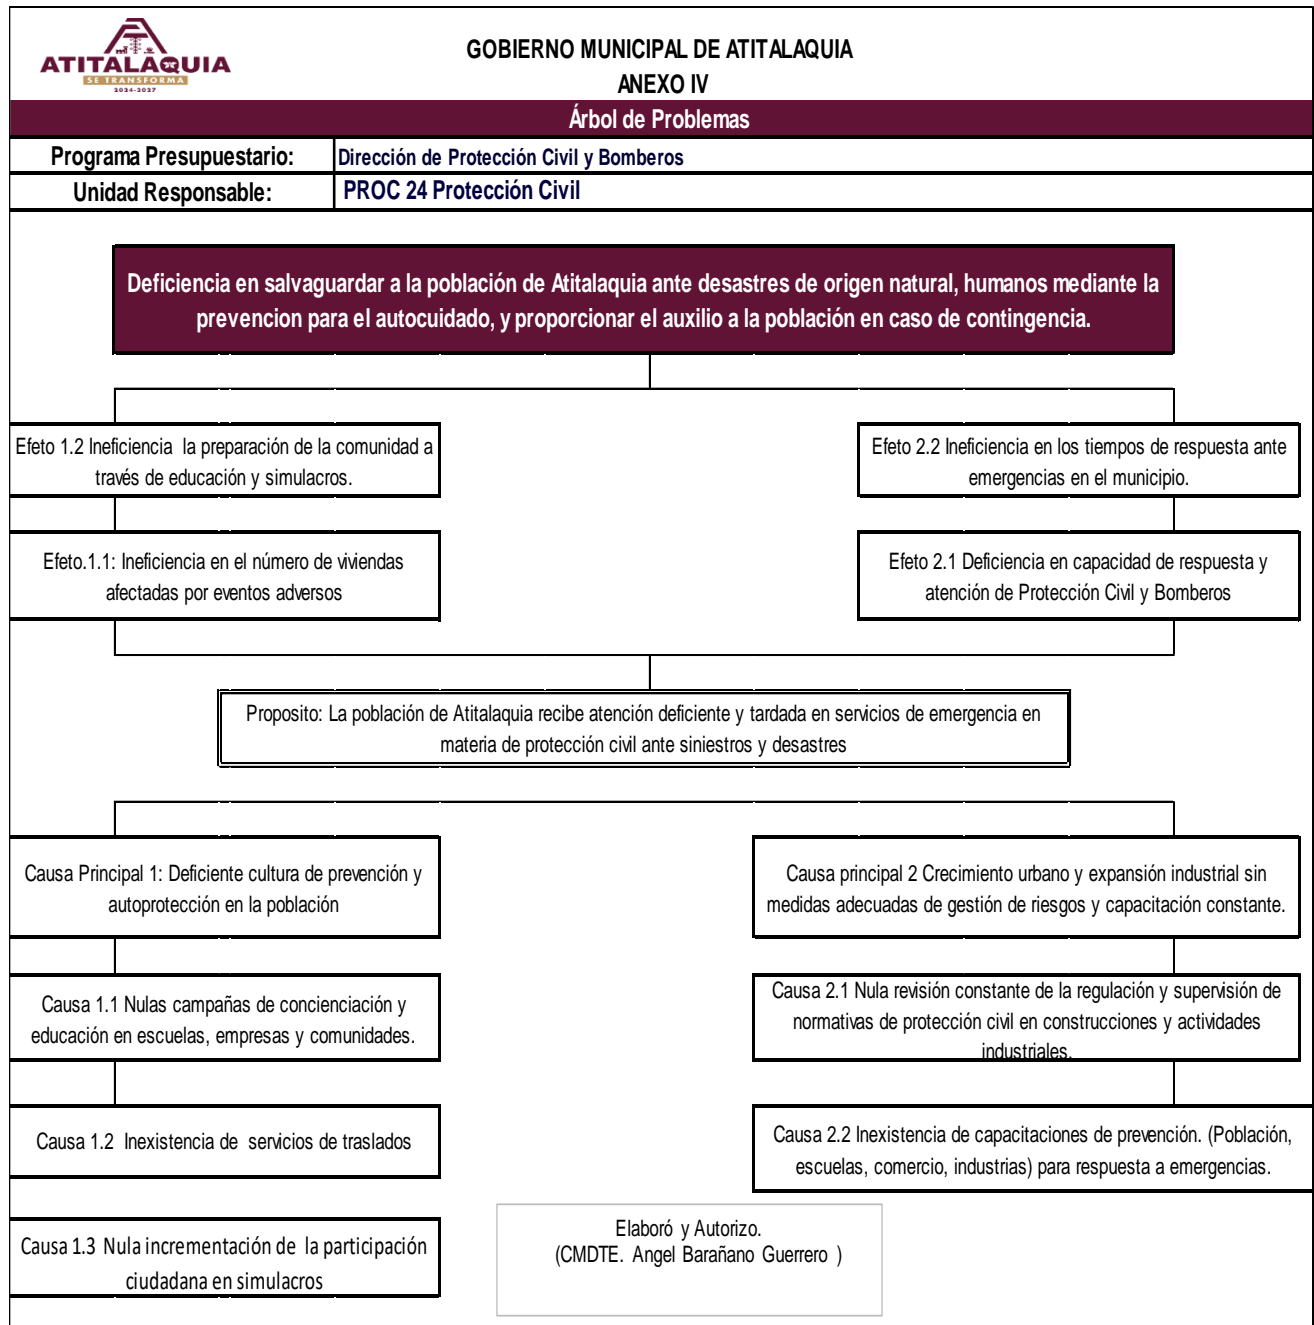 ATITALAQUIA
SE TRANSFORMA
2024-2027
GOBIERNO MUNICIPAL DE ATITALAQUIA
ANEXO IV
Árbol de Problemas
Programa Presupuestario:
Dirección de Protección Civil y Bomberos
Unidad Responsable:
PROC 24 Protección Civil
Deficiencia en salvaguardar a la población de Atitalaquia ante desastres de origen natural, humanos mediante la
prevencion para el autocuidado, y proporcionar el auxilio a la población en caso de contingencia.
Efeto 1.2 Ineficiencia la preparación de la comunidad a
través de educación y simulacros.
Efeto 2.2 Ineficiencia en los tiempos de respuesta ante
emergencias en el municipio.
Efeto.1.1: Ineficiencia en el número de viviendas
afectadas por eventos adversos
Efeto 2.1 Deficiencia en capacidad de respuesta y
atención de Protección Civil y Bomberos
Proposito: La población de Atitalaquia recibe atención deficiente y tardada en servicios de emergencia en
materia de protección civil ante siniestros y desastres
Causa Principal 1: Deficiente cultura de prevención y
autoprotección en la población
Causa principal 2 Crecimiento urbano y expansión industrial sin
medidas adecuadas de gestión de riesgos y capacitación constante.
Causa 1.1 Nulas campañas de concienciación y
educación en escuelas, empresas y comunidades.
Causa 2.1 Nula revisión constante de la regulación y supervisión de
normativas de protección civil en construcciones y actividades
industriales.
Causa 1.2 Inexistencia de servicios de traslados
Causa 2.2 Inexistencia de capacitaciones de prevención. (Población,
escuelas, comercio, industrias) para respuesta a emergencias.
Causa 1.3 Nula incrementación de la participación
ciudadana en simulacros
Elaboró y Autorizo.
(CMDTE. Angel Barañano Guerrero )